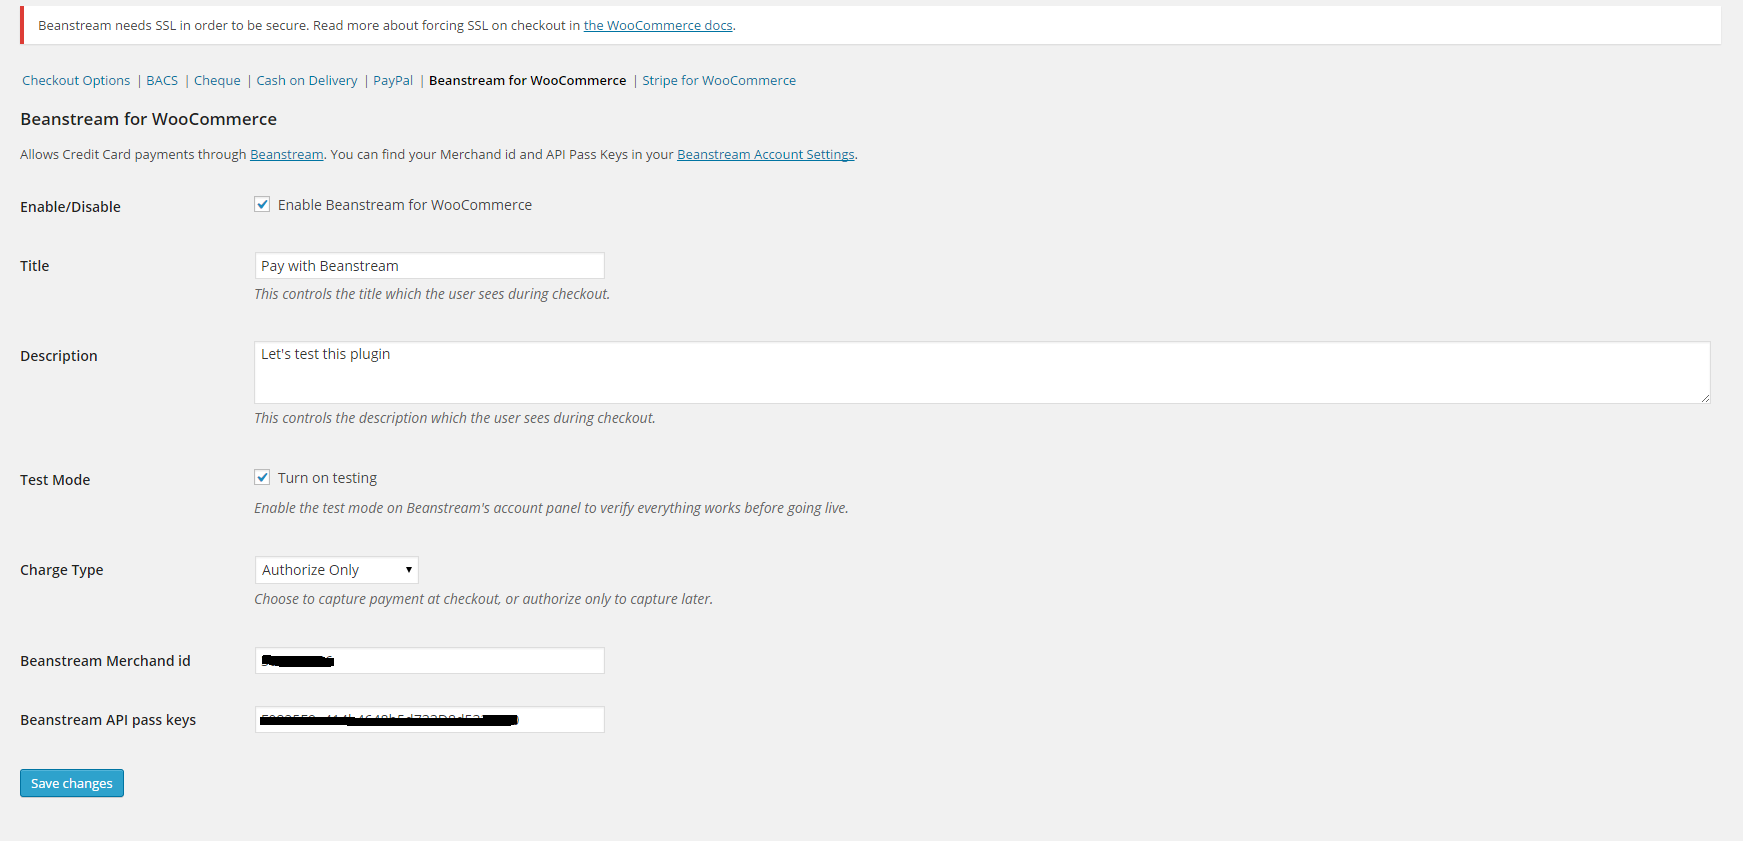 Beanstream needs SSL in order to be secure. Read more about forcing SSL on checkout in the WooCommerce docs.
Checkout Options | BACS | Cheque | Cash on Delivery | PayPal | Beanstream for WooCommerce | Stripe for WooCommerce
Beanstream for WooCommerce
Allows Credit Card payments through Beanstream. You can find your Merchand id and API Pass Keys in your Beanstream Account Settings.
Enable/Disable
Enable Beanstream for WooCommerce
Title
Pay with Beanstream
This controls the title which the user sees during checkout.
Description
Let's test this plugin
This controls the description which the user sees during checkout.
Test Mode
Turn on testing
Enable the test mode on Beanstream's account panel to verify everything works before going live.
Charge Type
Authorize Only
Choose to capture payment at checkout, or authorize only to capture later.
Beanstream Merchand id
Beanstream API pass keys
Save changes